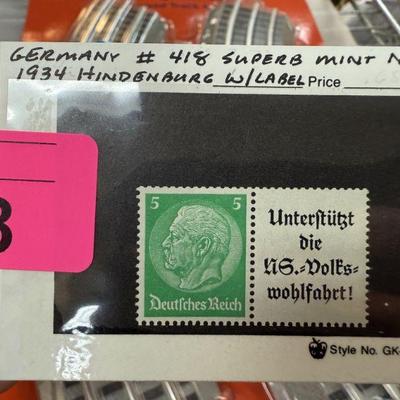 GERMANY # 418 SUPERB MINT N
1934 HINDENBURG W/LABEL Price
3
5 5
Deutsches Reich
Unterstützt
die
NS.=Volks=
wohlfahrt!
Style No. GK-